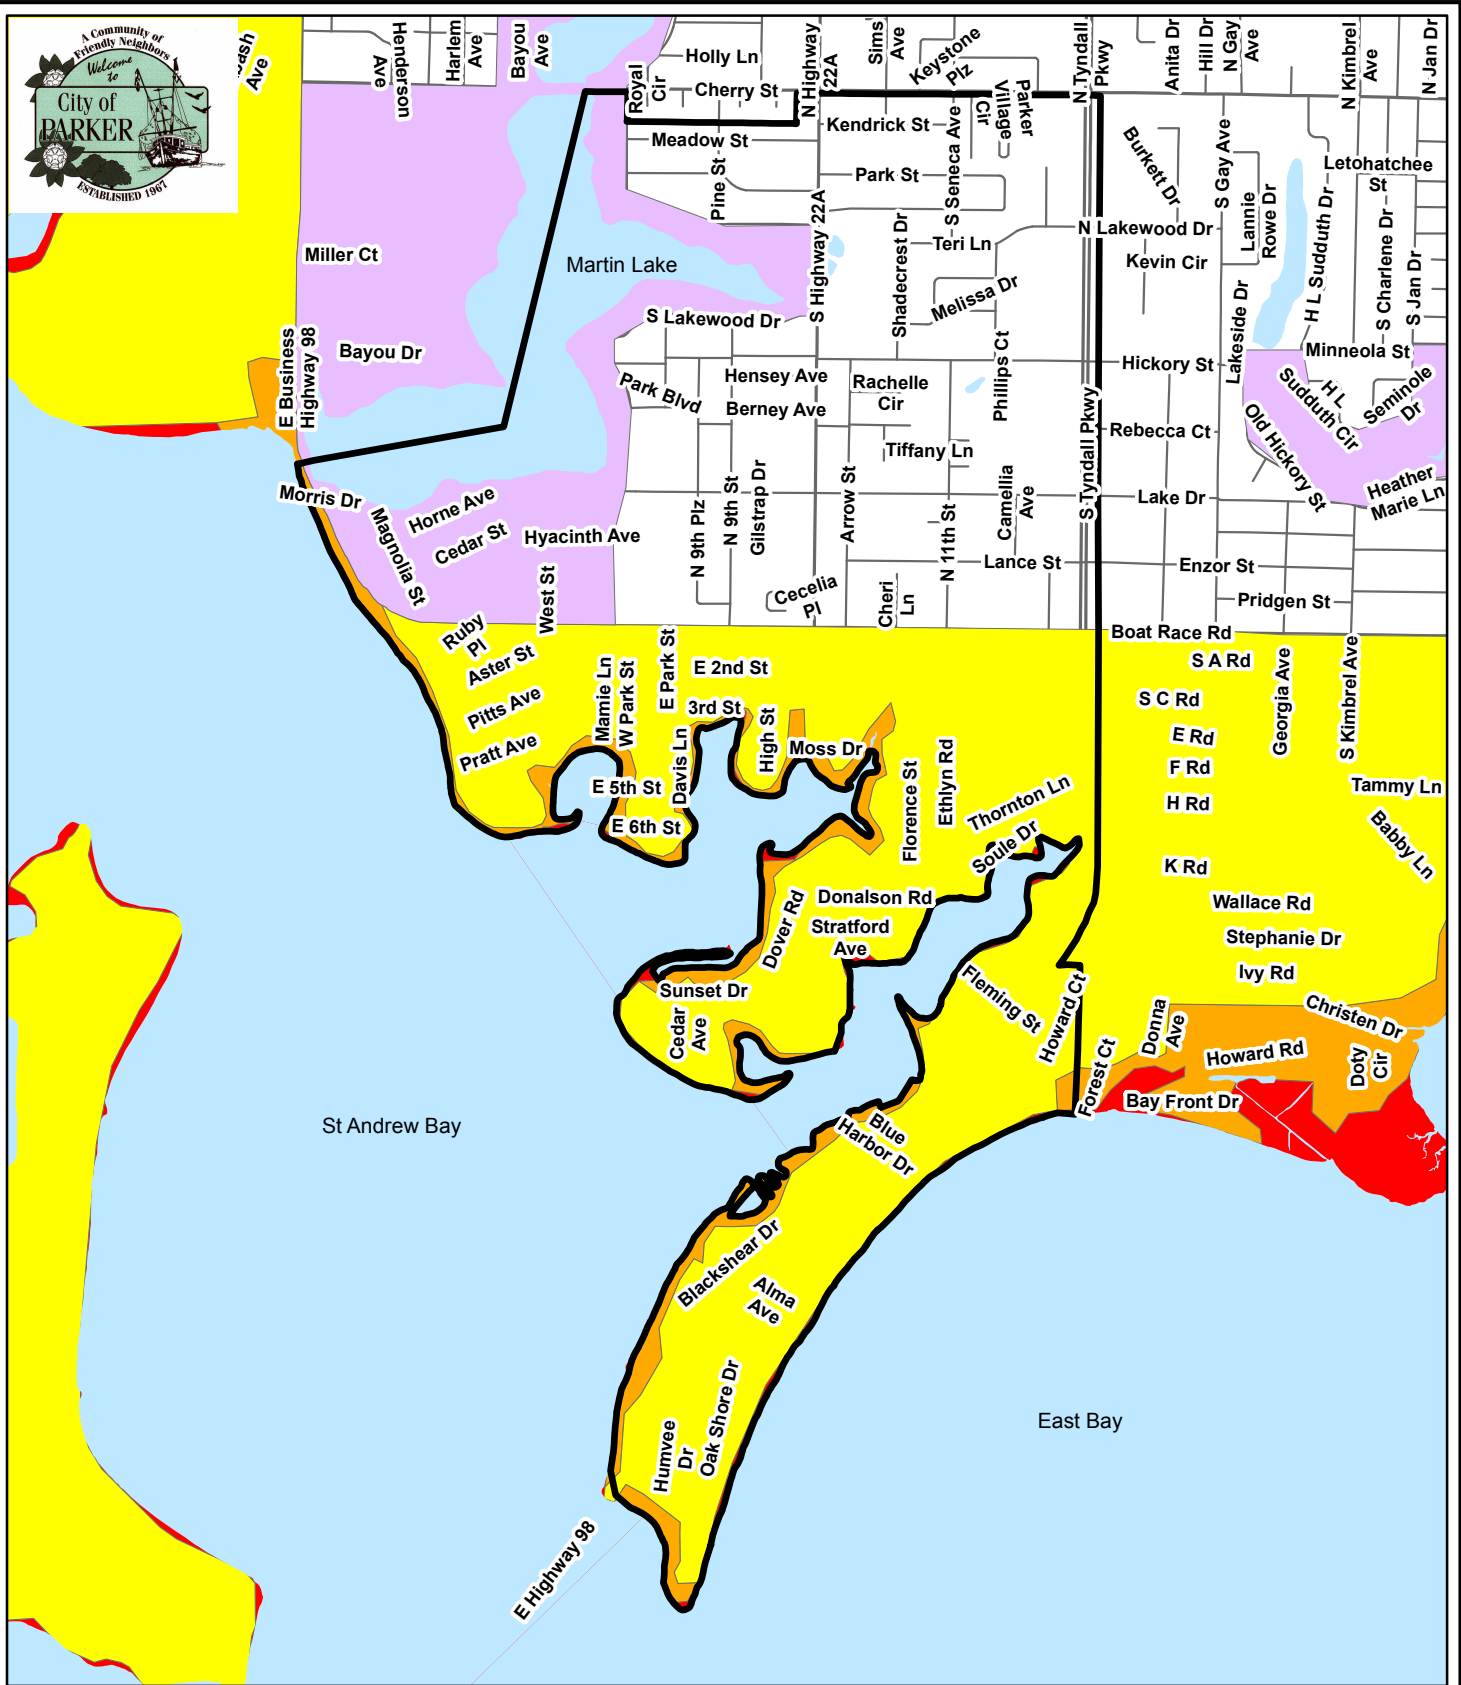 A Community of
Friendly Neighbors
Welcome
to
City of
PARKER
ESTABLISHED 1967
Ave
Henderson
Ave
Harlem
Ave
Bayou
Ave
Holly Ln
Royal
Cir
Cherry St
N Highway
22A
Sims
Ave
Keystone
Plz
Parker
Village
Cir
N Tyndall
Pkwy
Anita Dr
Hill Dr
N Gay
Ave
N Kimbrel
Ave
N Jan Dr
Meadow St
Kendrick St
Pine St
Park St
S Seneca Ave
Burkett Dr
S Gay Ave
Lannie
Rowe Dr
Letohatchee
St
Miller Ct
Martin Lake
S Highway 22A
Shadecrest Dr
Teri Ln
N Lakewood Dr
Kevin Cir
H L Sudduth Dr
S Charlene Dr
S Jan Dr
Melissa Dr
S Lakewood Dr
Lakeside Dr
E Business
Highway 98
Bayou Dr
Hickory St
Minneola St
Park Blvd
Hensey Ave
Berney Ave
Rachelle
Cir
Phillips Ct
H L
Sudduth Cir
Seminole
Dr
Rebecca Ct
Old Hickory St
Tiffany Ln
S Tyndall Pkwy
Morris Dr
Magnolia St
Horne Ave
Cedar St
Hyacinth Ave
N 9th Plz
N 9th St
Gilstrap Dr
Arrow St
N 11th St
Camellia
Ave
Lake Dr
Heather
Marie Ln
Lance St
Enzor St
West St
Cecelia
Pl
Cheri
Ln
Pridgen St
Ruby
Pl
Boat Race Rd
Aster St
Mamie Ln
W Park St
E Park St
E 2nd St
S A Rd
Georgia Ave
S Kimbrel Ave
Pitts Ave
3rd St
S C Rd
Pratt Ave
Davis Ln
High St
Moss Dr
E Rd
F Rd
E 5th St
Florence St
Ethlyn Rd
Thornton Ln
H Rd
Tammy Ln
E 6th St
Soule Dr
Babby Ln
K Rd
Donalson Rd
Wallace Rd
Dover Rd
Stratford
Ave
Stephanie Dr
Ivy Rd
Sunset Dr
Fleming St
Cedar
Ave
Howard Ct
Donna
Ave
Christen Dr
Howard Rd
Doty
Cir
Forest Ct
Bay Front Dr
St Andrew Bay
Blue
Harbor Dr
Blackshear Dr
Alma
Ave
Oak Shore Dr
Humvee
Dr
East Bay
E Highway 98